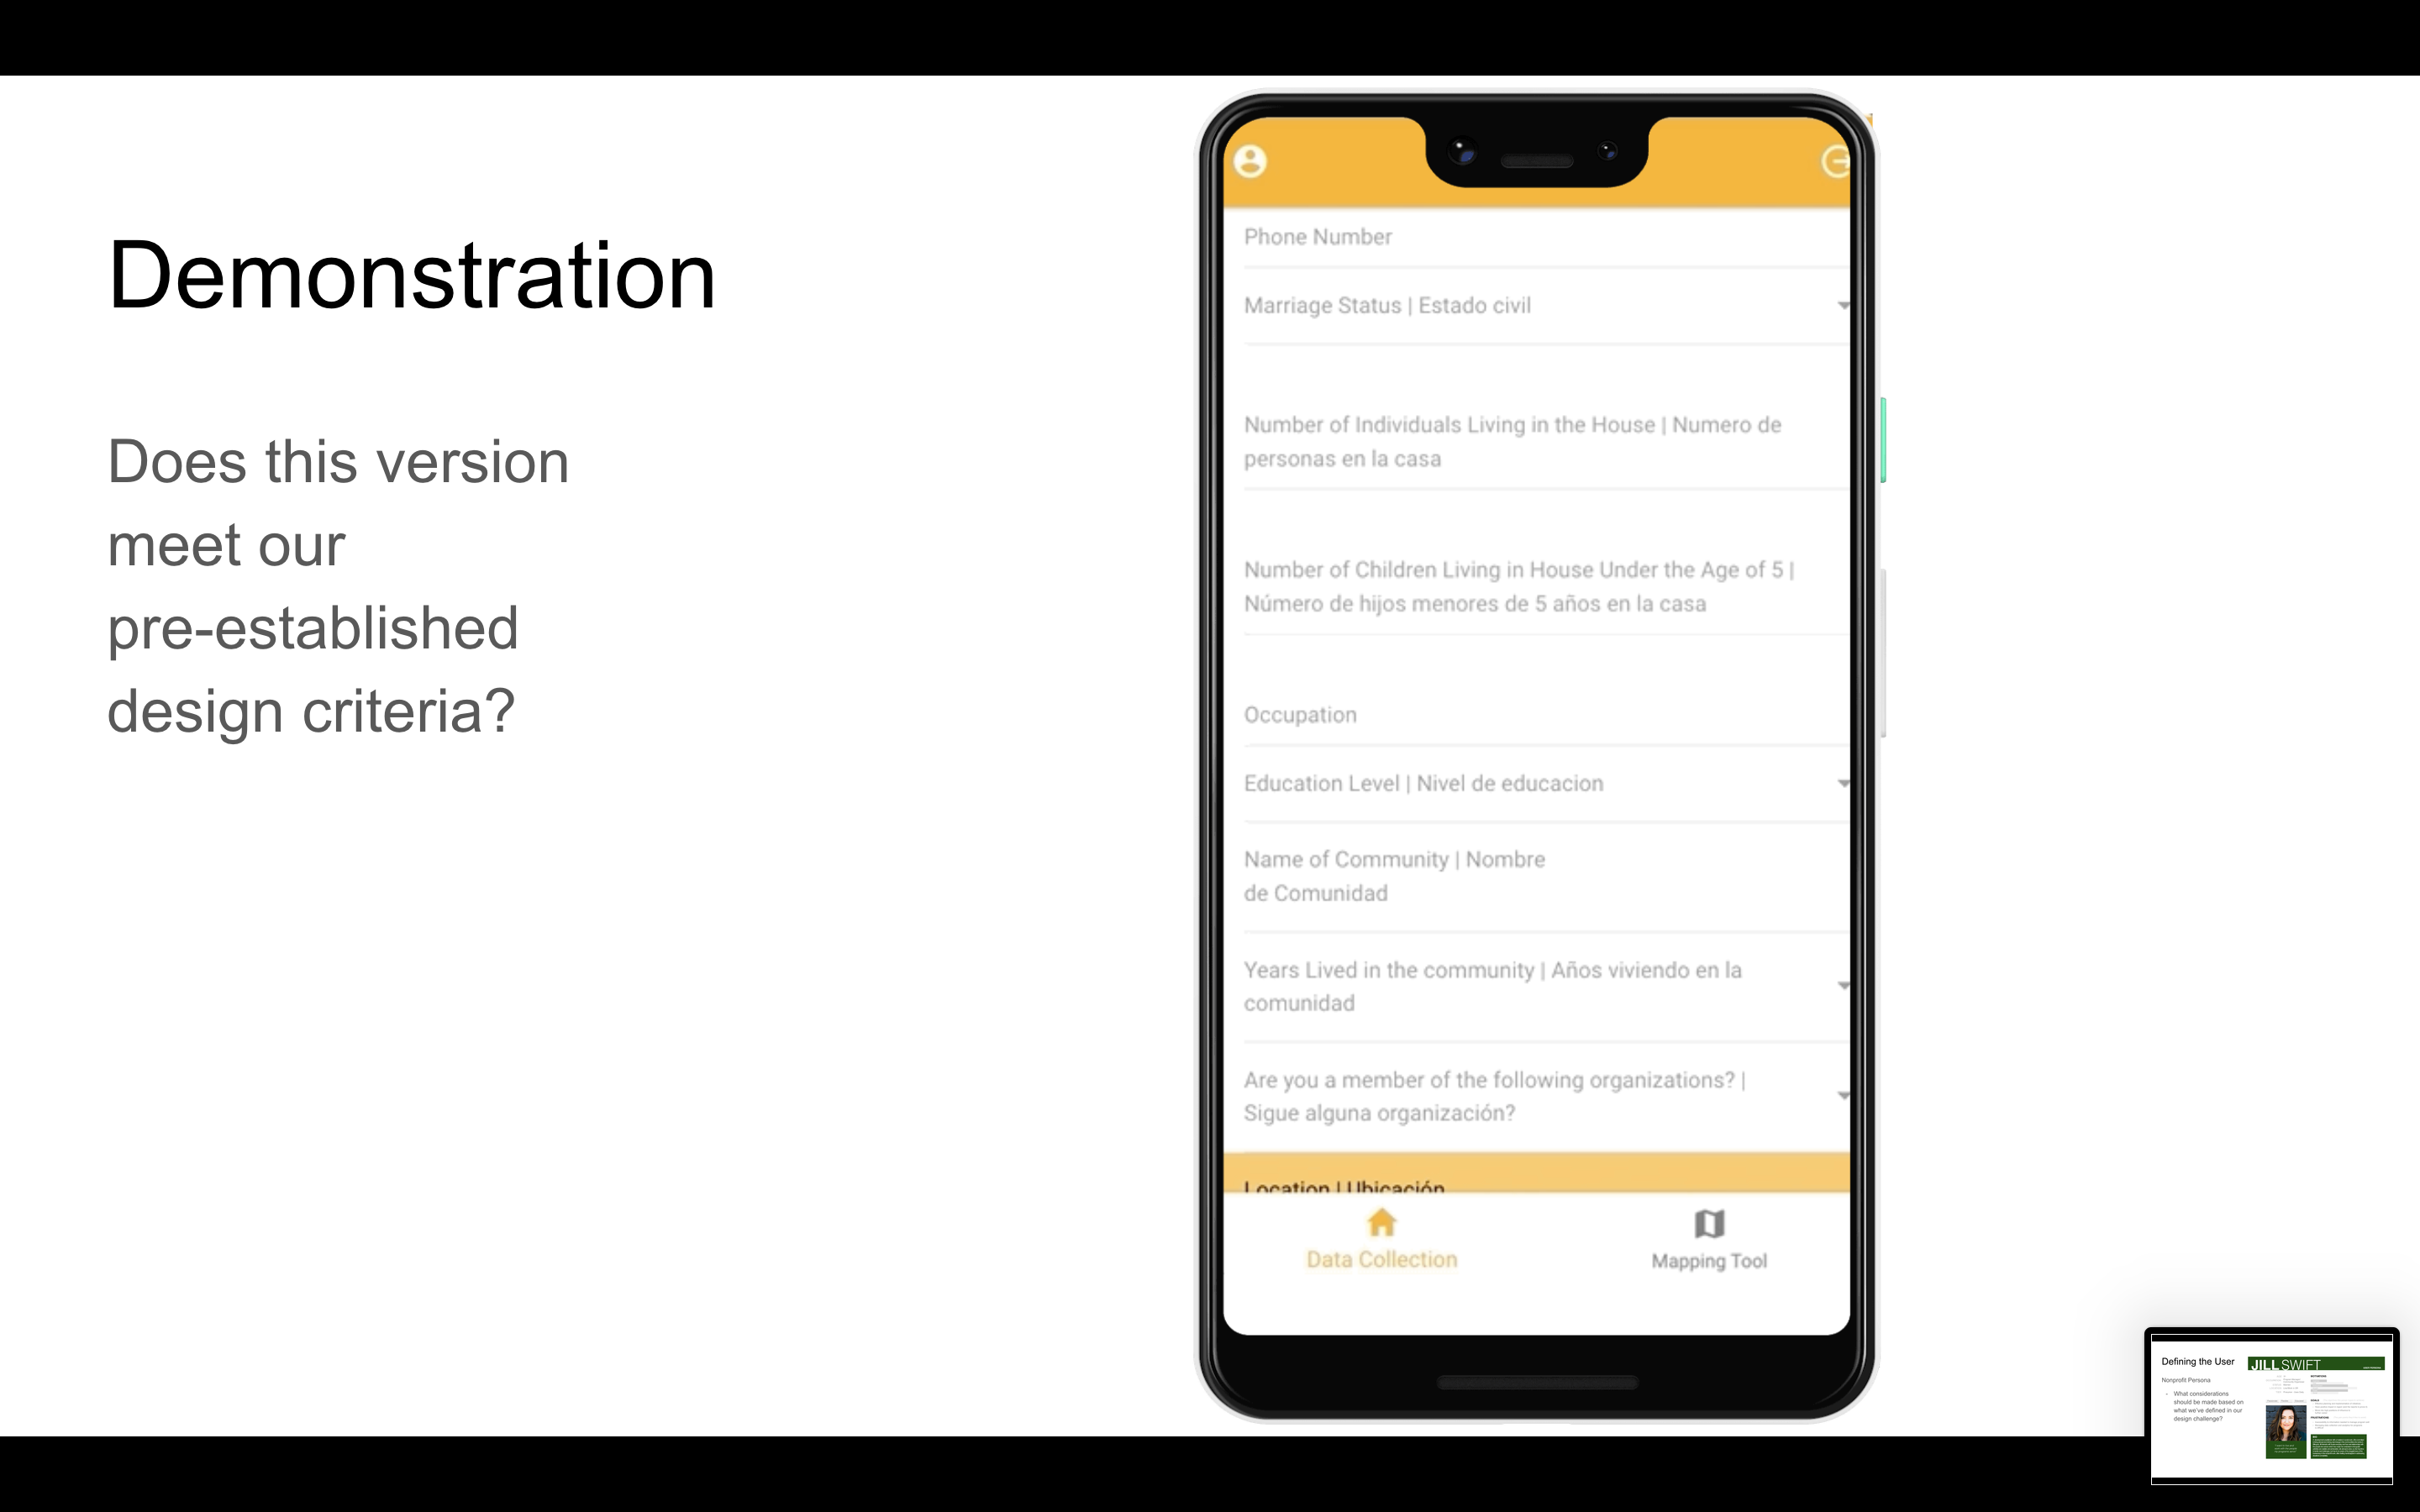 Demonstration
Does this version
meet our
pre-established
design criteria?
Phone Number
Marriage Status | Estado civil
Number of Individuals Living in the House | Numero de
personas en la casa
Number of Children Living in House Under the Age of 5 |
Número de hijos menores de 5 años en la casa
Occupation
Education Level | Nivel de educacion
Name of Community | Nombre
de Comunidad
Years Lived in the community | Años viviendo en la
comunidad
Are you a member of the following organizations? |
Sigue alguna organización?
Location | Ubicación
Data Collection
Mapping Tool
Defining the User
JILL SWIFT
Nonprofit Persona
What considerations
should be made based on
what we've defined in our
design challenge?